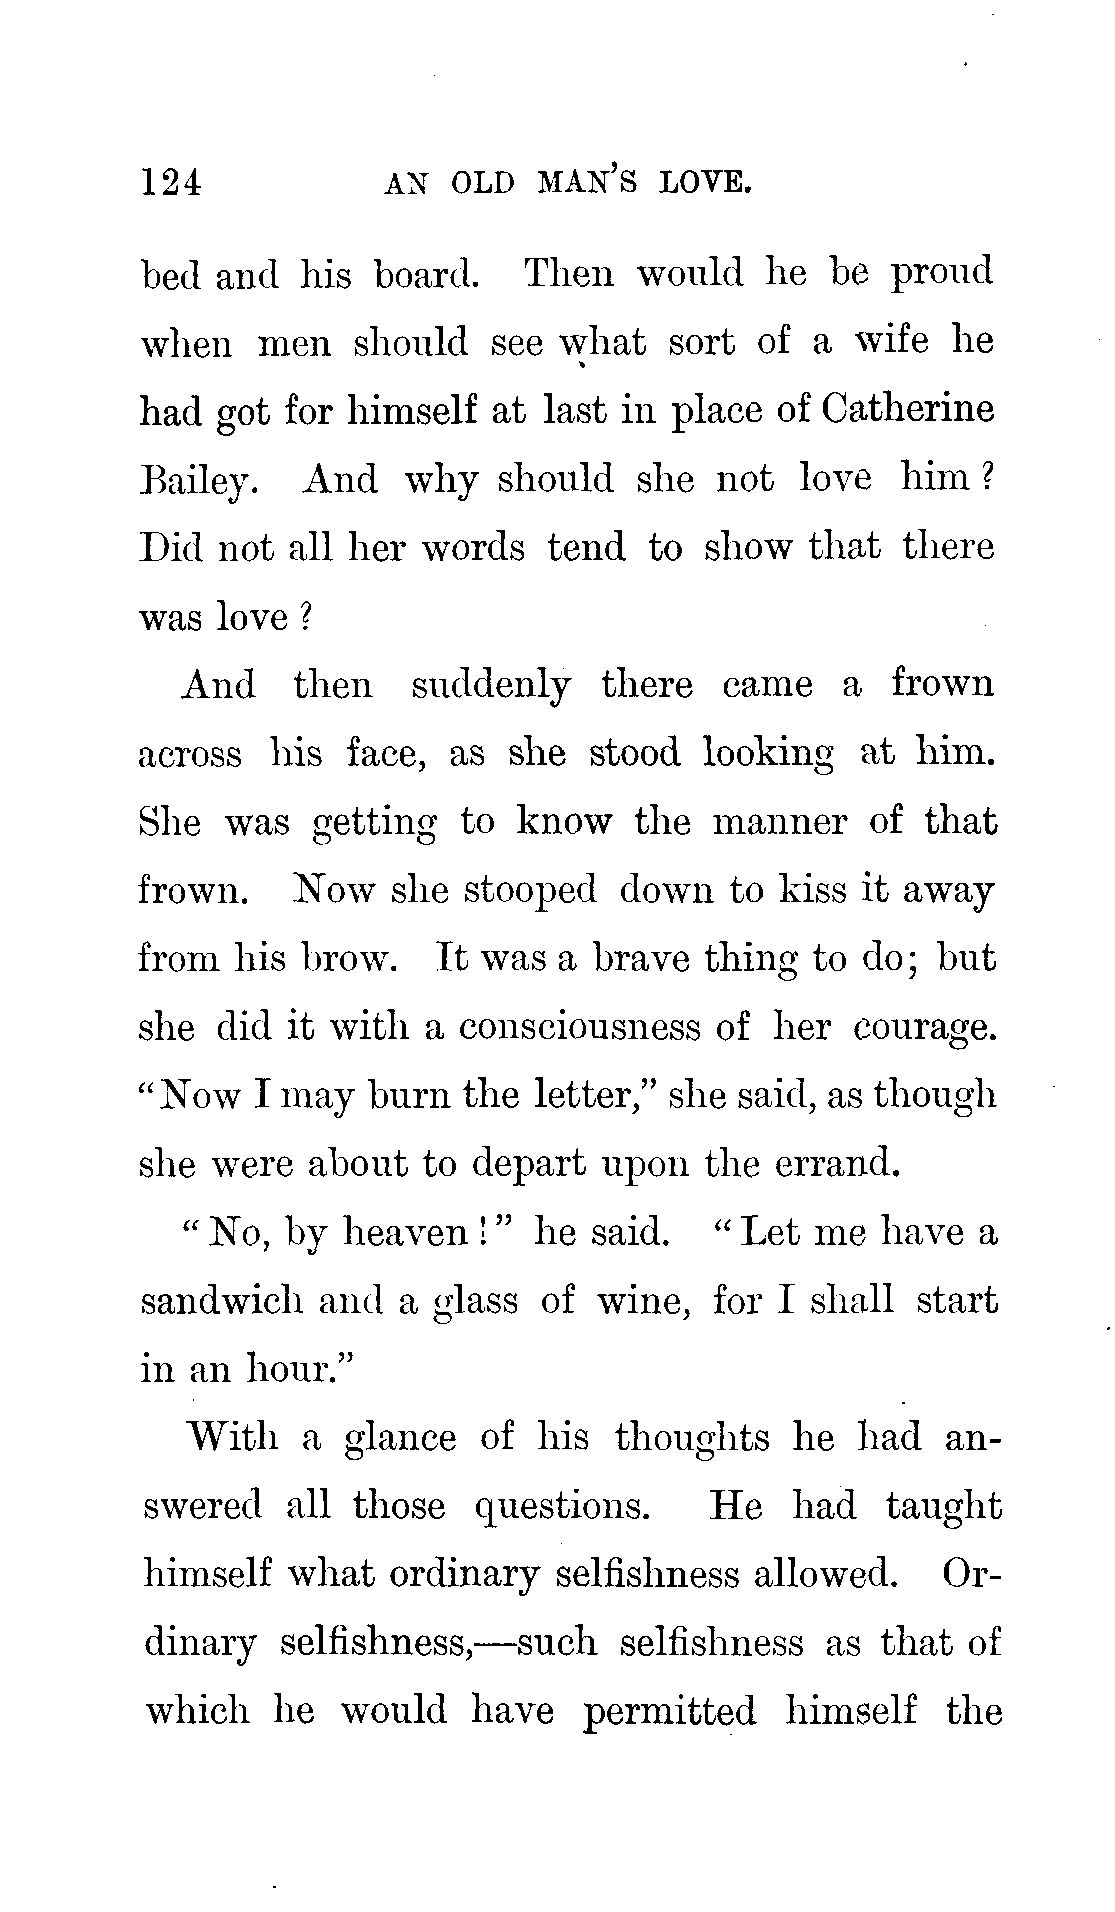 124 AN OLD MAN'S LOVE.
bed and his board. Then would he be proud
when men should see what sort of a wife he
had got for himself at last in place of Catherine
Bailey. And why should she not love him?
Did not all her words tend to show that there
was love?
And then suddenly there came a frown
across his face, as she stood looking at him.
She was getting to know the manner of that
frown. Now she stooped down to kiss it away
from his brow. It was a brave thing to do; but
she did it with a consciousness of her courage.
“Now I may burn the letter,” she said, as though
she were about to depart upon the errand.
“No, by heaven!” he said. “Let me have a
sandwich and a glass of wine, for I shall start
in an hour.”
With a glance of his thoughts he had an-
swered all those questions. He had taught
himself what ordinary selfishness allowed. Or-
dinary selfishness,—such selfishness as that of
which he would have permitted himself the